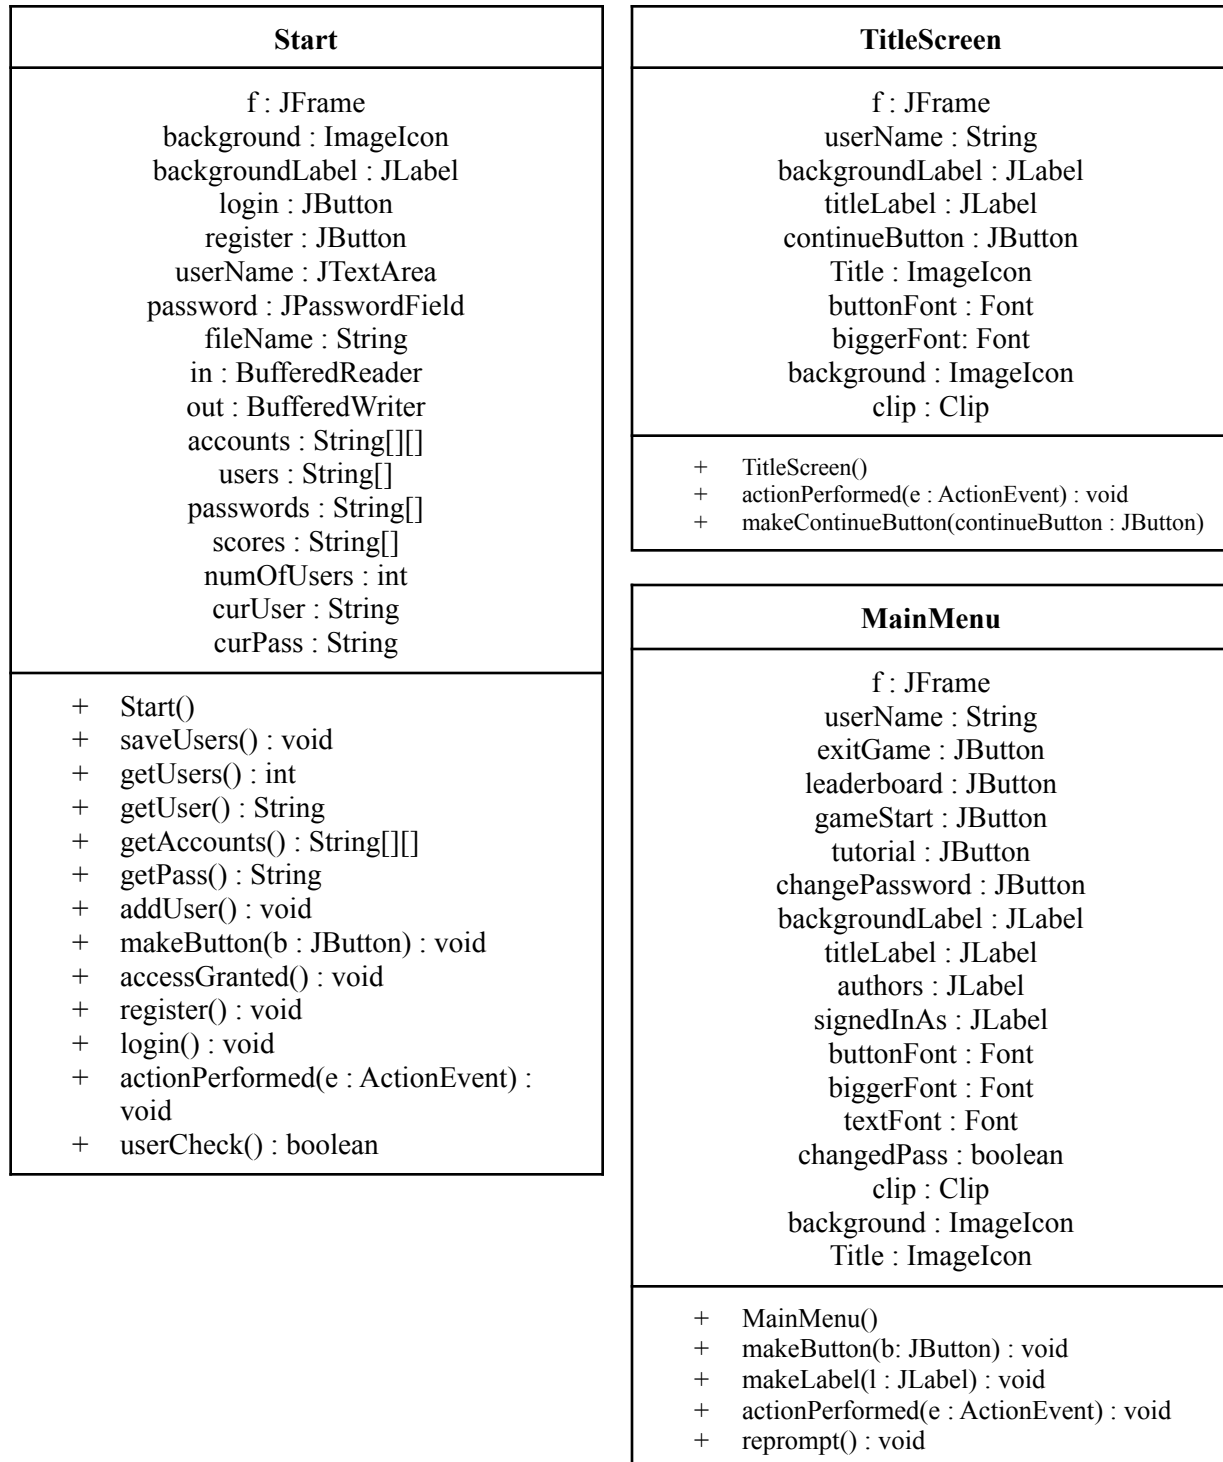 Start
f : JFrame
background : ImageIcon
backgroundLabel : JLabel
login : JButton
register : JButton
userName : JTextArea
password : JPasswordField
fileName : String
in : BufferedReader
out : BufferedWriter
accounts : String[][]
users : String[]
passwords : String[]
scores : String[]
numOfUsers : int
curUser : String
curPass : String
+ Start()
+ saveUsers() : void
+ getUsers() : int
+ getUser() : String
+ getAccounts() : String[][]
+ getPass() : String
+ addUser() : void
+ makeButton(b : JButton) : void
+ accessGranted() : void
+ register() : void
+ login() : void
+ actionPerformed(e : ActionEvent) :
void
+ userCheck() : boolean
TitleScreen
f : JFrame
userName : String
backgroundLabel : JLabel
titleLabel : JLabel
continueButton : JButton
Title : ImageIcon
buttonFont : Font
biggerFont: Font
background : ImageIcon
clip : Clip
+ TitleScreen()
+ actionPerformed(e : ActionEvent) : void
+ makeContinueButton(continueButton : JButton)
MainMenu
f : JFrame
userName : String
exitGame : JButton
leaderboard : JButton
gameStart : JButton
tutorial : JButton
changePassword : JButton
backgroundLabel : JLabel
titleLabel : JLabel
authors : JLabel
signedInAs : JLabel
buttonFont : Font
biggerFont : Font
textFont : Font
changedPass : boolean
clip : Clip
background : ImageIcon
Title : ImageIcon
+ MainMenu()
+ makeButton(b: JButton) : void
+ makeLabel(l : JLabel) : void
+ actionPerformed(e : ActionEvent) : void
+ reprompt() : void